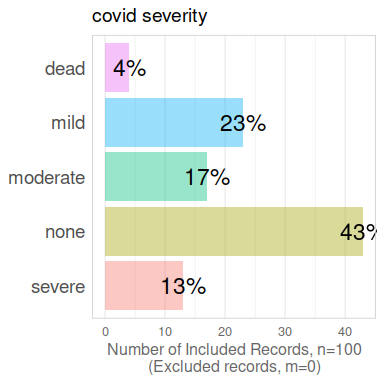 covid severity
dead
4%
mild
23%
moderate
17%
none
43%
severe
13%
0 10 20 30 40
Number of Included Records, n=100
(Excluded records, m=0)